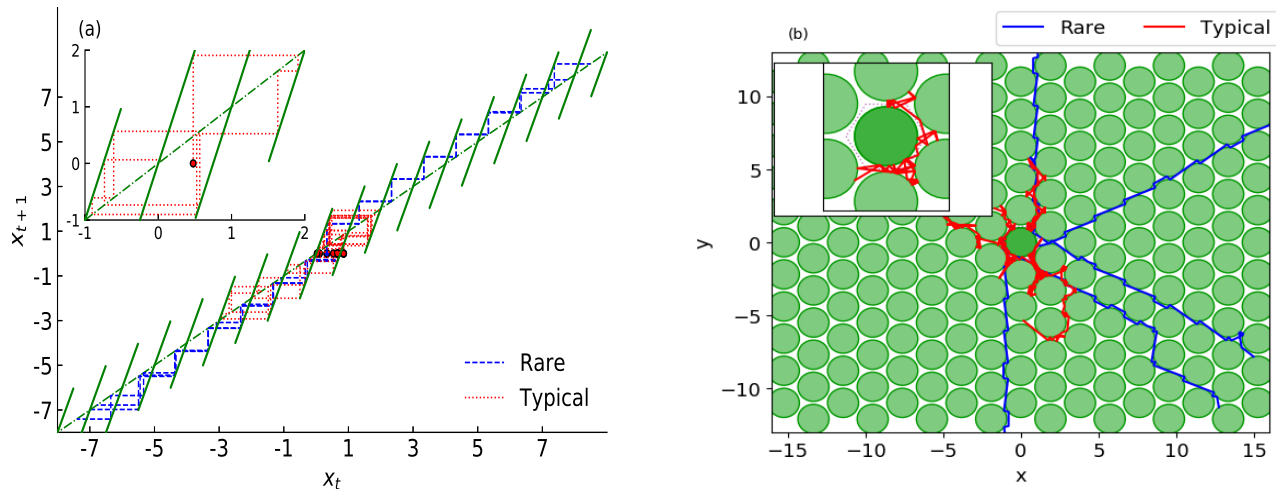 (a)
2
1
0
-1
-1 0 1 2
7
5
3
1
-1
-3
-5
-7
x_{t+1}
-7 -5 -3 -1 1 3 5 7
x_t
Rare
Typical
Rare Typical
(b)
10
5
0
−5
−10
y
−15 −10 −5 0 5 10 15
x